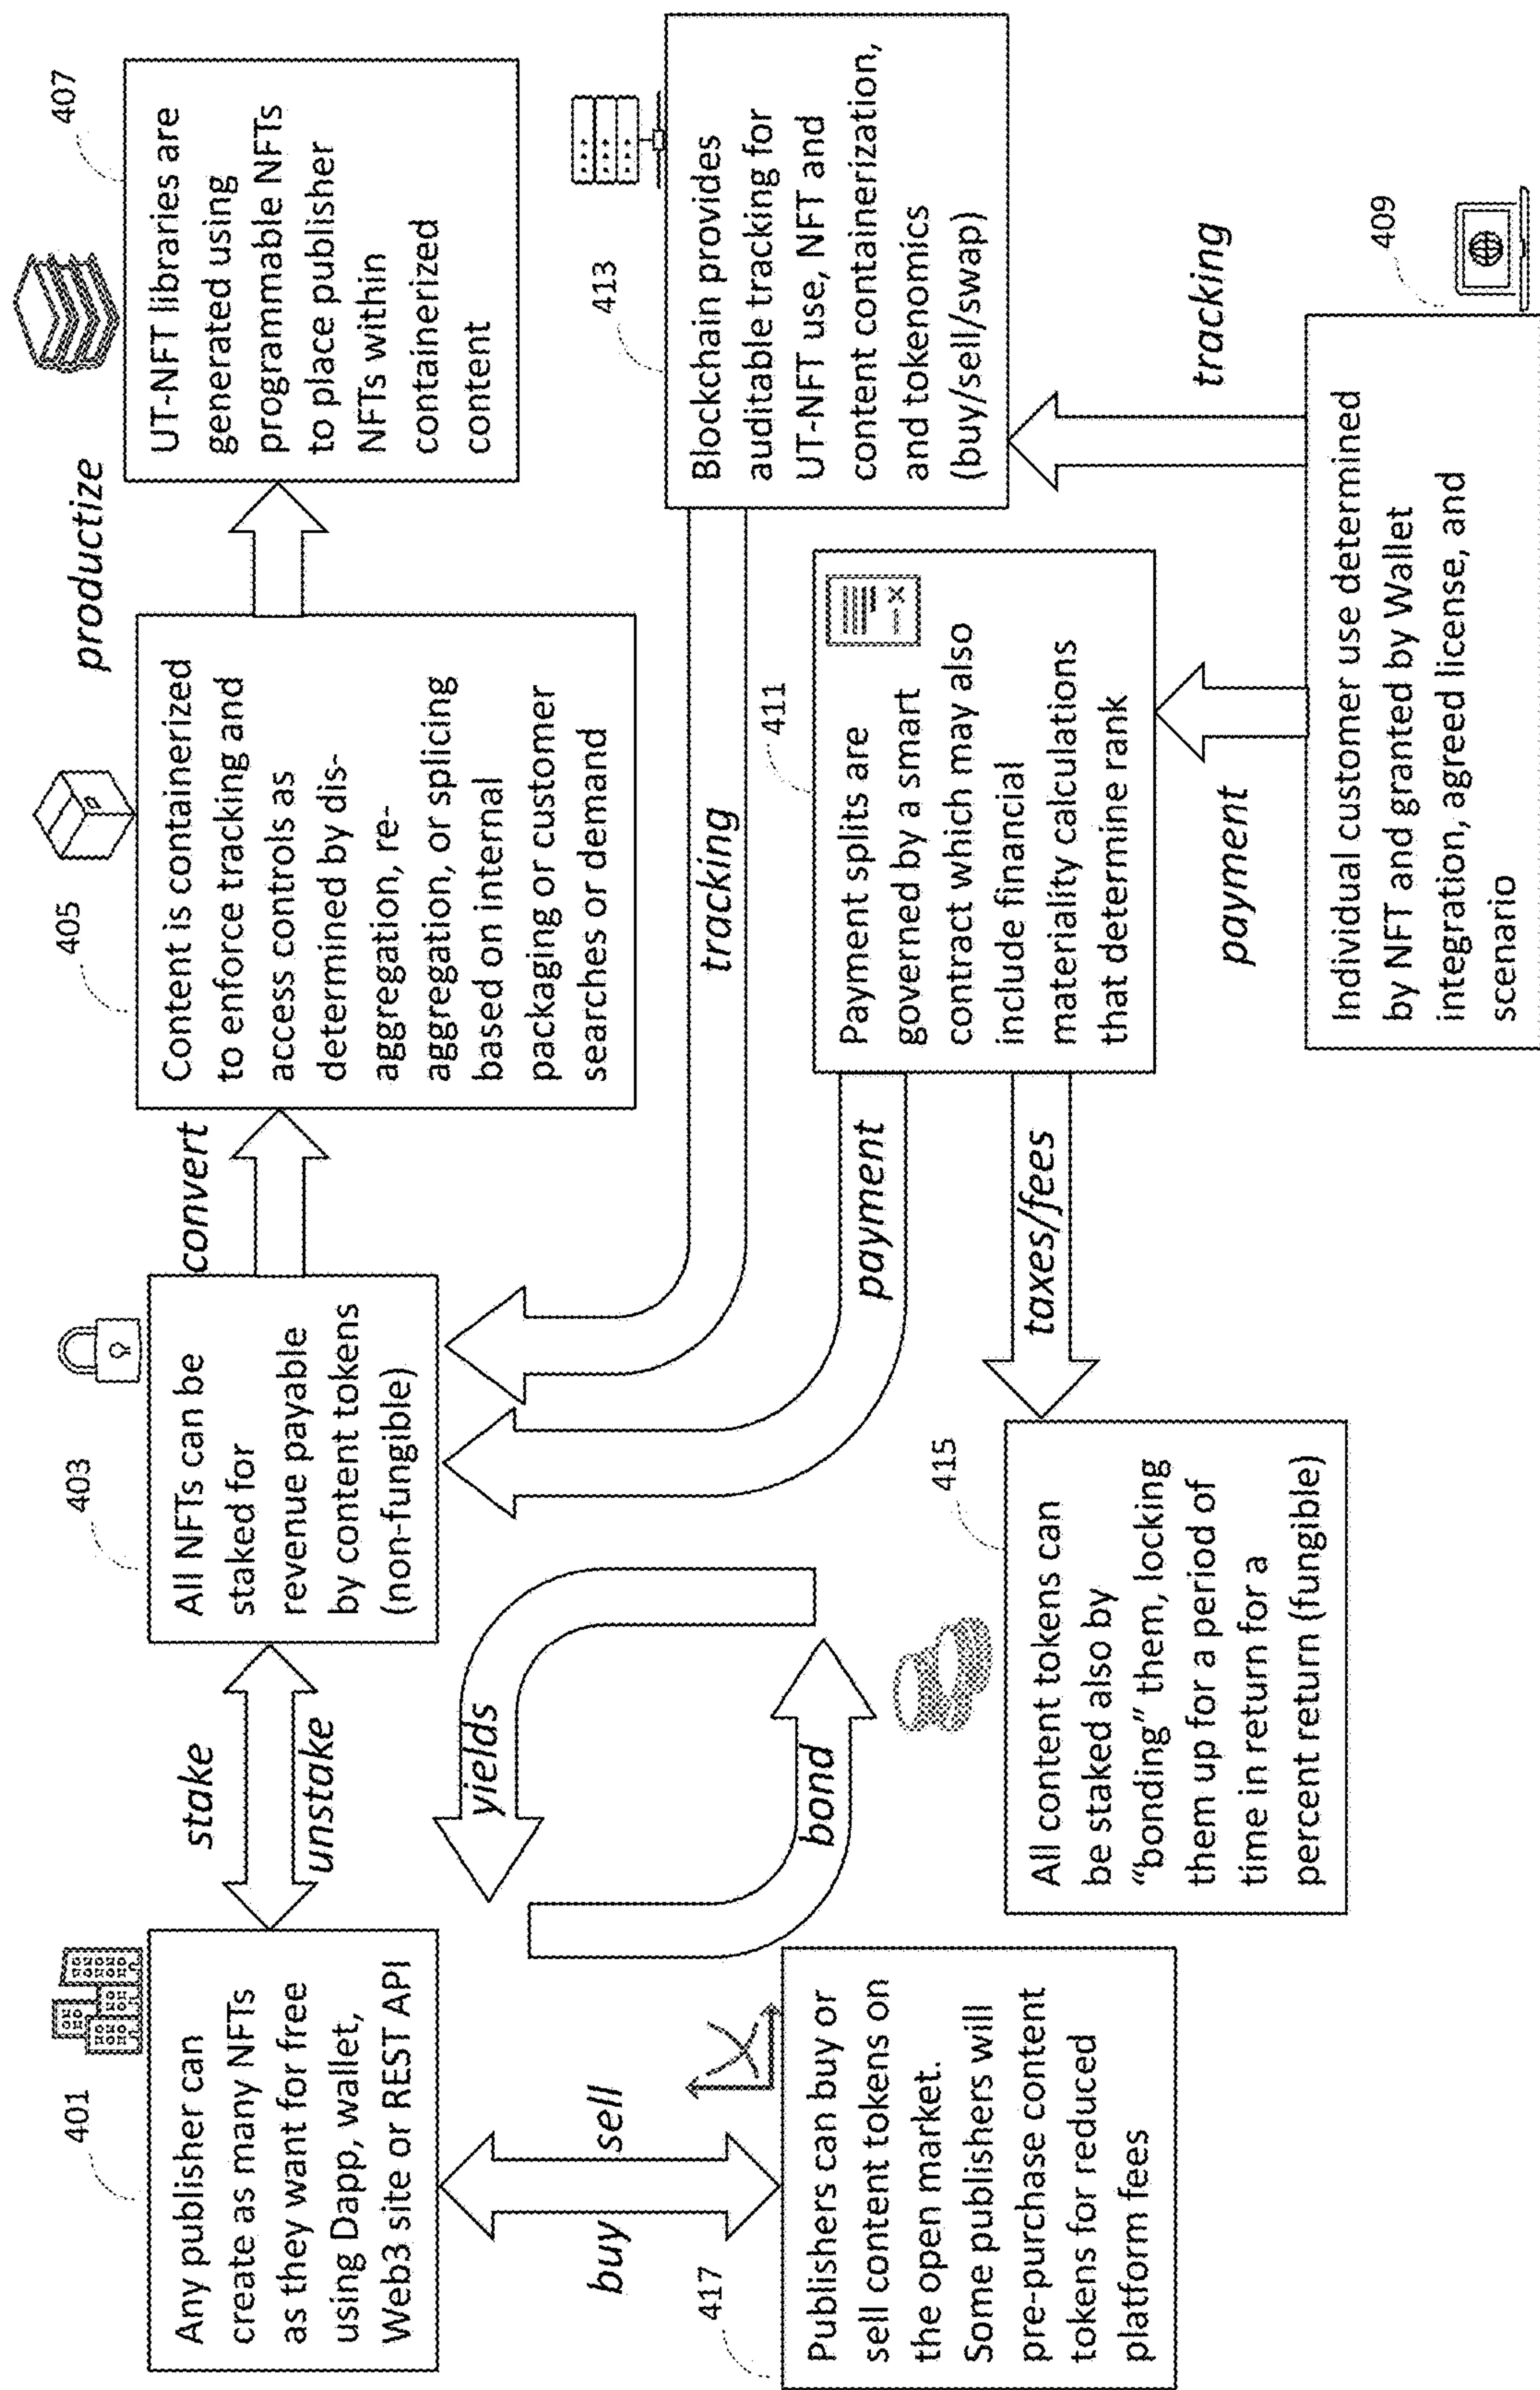 401
Any publisher can
create as many NFTs
as they want for free
using Dapp, wallet,
Web3 site or REST API
stake
unstake
403
All NFTs can be
staked for
revenue payable
by content tokens
(non-fungible)
convert
405
Content is containerized
to enforce tracking and
access controls as
determined by dis-
aggregation, re-
aggregation, or splicing
based on internal
packaging or customer
searches or demand
productize
407
UT-NFT libraries are
generated using
programmable NFTs
to place publisher
NFTs within
containerized
content
buy
sell
yields
bond
tracking
payment
taxes/fees
413
Blockchain provides
auditable tracking for
UT-NFT use, NFT and
content containerization,
and tokenomics
(buy/sell/swap)
411
Payment splits are
governed by a smart
contract which may also
include financial
materiality calculations
that determine rank
417
Publishers can buy or
sell content tokens on
the open market.
Some publishers will
pre-purchase content
tokens for reduced
platform fees
415
All content tokens can
be staked also by
“bonding” them, locking
them up for a period of
time in return for a
percent return (fungible)
payment
tracking
409
Individual customer use determined
by NFT and granted by Wallet
integration, agreed license, and
scenario